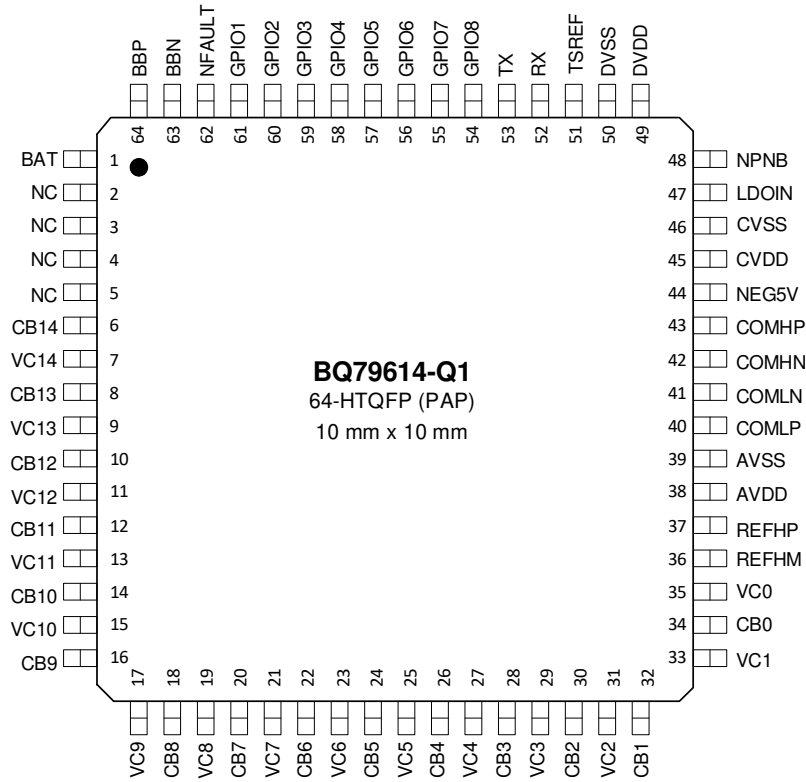 BBP
BBN
NFAULT
GPIO1
GPIO2
GPIO3
GPIO4
GPIO5
GPIO6
GPIO7
GPIO8
TX
RX
TSREF
DVSS
DVDD
64
63
62
61
60
59
58
57
56
55
54
53
52
51
50
49
BAT 1
NC 2
NC 3
NC 4
NC 5
CB14 6
VC14 7
CB13 8
VC13 9
CB12 10
VC12 11
CB11 12
VC11 13
CB10 14
VC10 15
CB9 16
BQ79614-Q1
64-HTQFP (PAP)
10 mm x 10 mm
48 NPNB
47 LDOIN
46 CVSS
45 CVDD
44 NEG5V
43 COMHP
42 COMHN
41 COMLN
40 COMLP
39 AVSS
38 AVDD
37 REFHP
36 REFHM
35 VC0
34 CB0
33 VC1
17
18
19
20
21
22
23
24
25
26
27
28
29
30
31
32
VC9
CB8
VC8
CB7
VC7
CB6
VC6
CB5
VC5
CB4
VC4
CB3
VC3
CB2
VC2
CB1